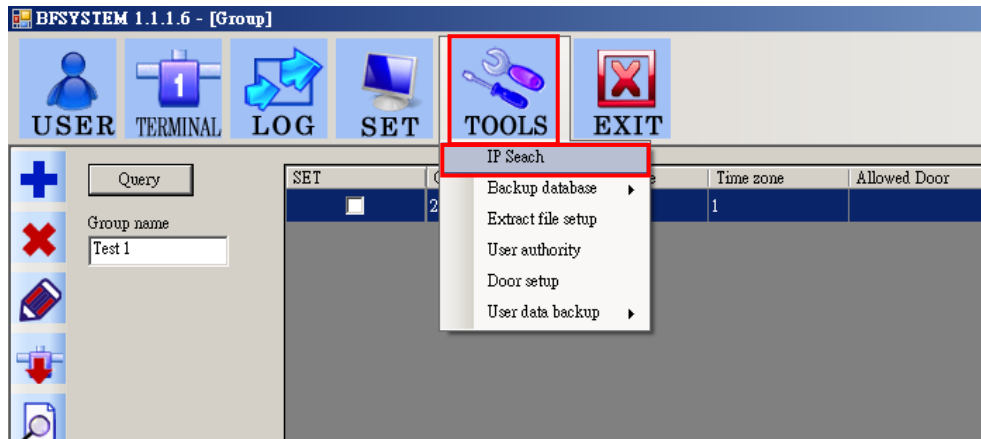 BFSYSTEM 1.1.1.6 - [Group]
USER TERMINAL LOG SET TOOLS EXIT
1
IP Seach
Backup database
Extract file setup
User authority
Door setup
User data backup
Query
Group name
Test 1
SET Time zone Allowed Door
2 1